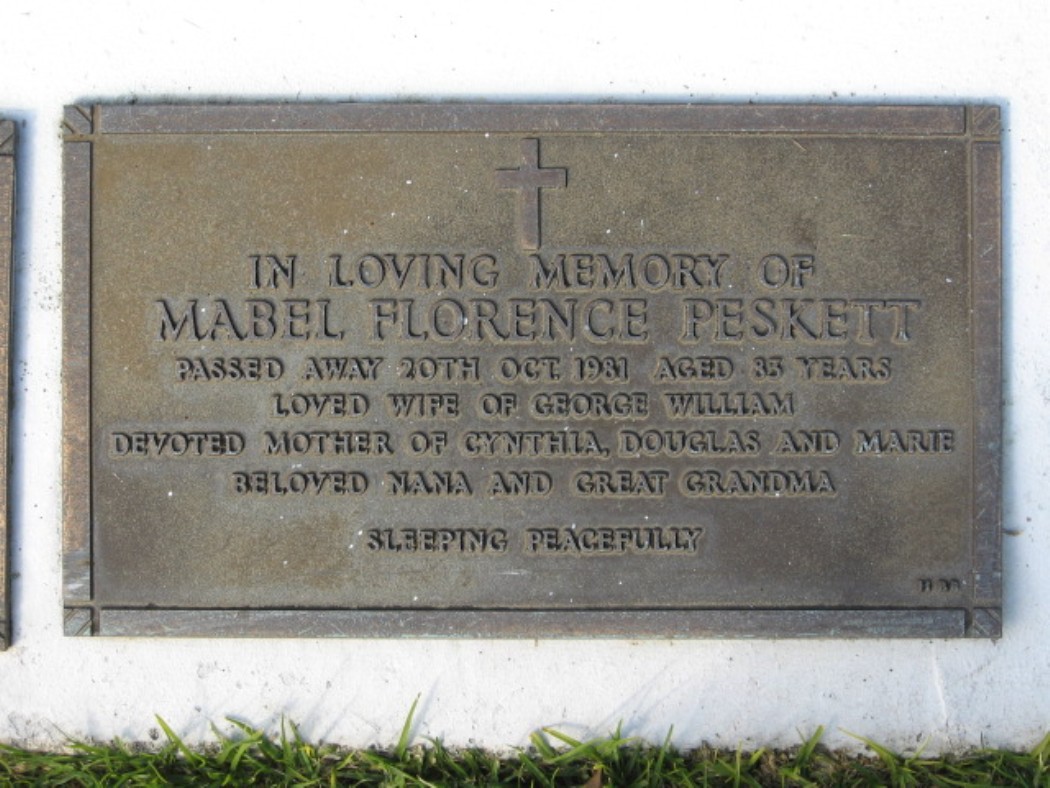 IN LOVING MEMORY OF
MABEL FLORENCE PESKETT
PASSED AWAY 20TH OCT. 1981 AGED 83 YEARS
LOVED WIFE OF GEORGE WILLIAM
DEVOTED MOTHER OF CYNTHIA, DOUGLAS AND MARIE
BELOVED NANA AND GREAT GRANDMA
SLEEPING PEACEFULLY